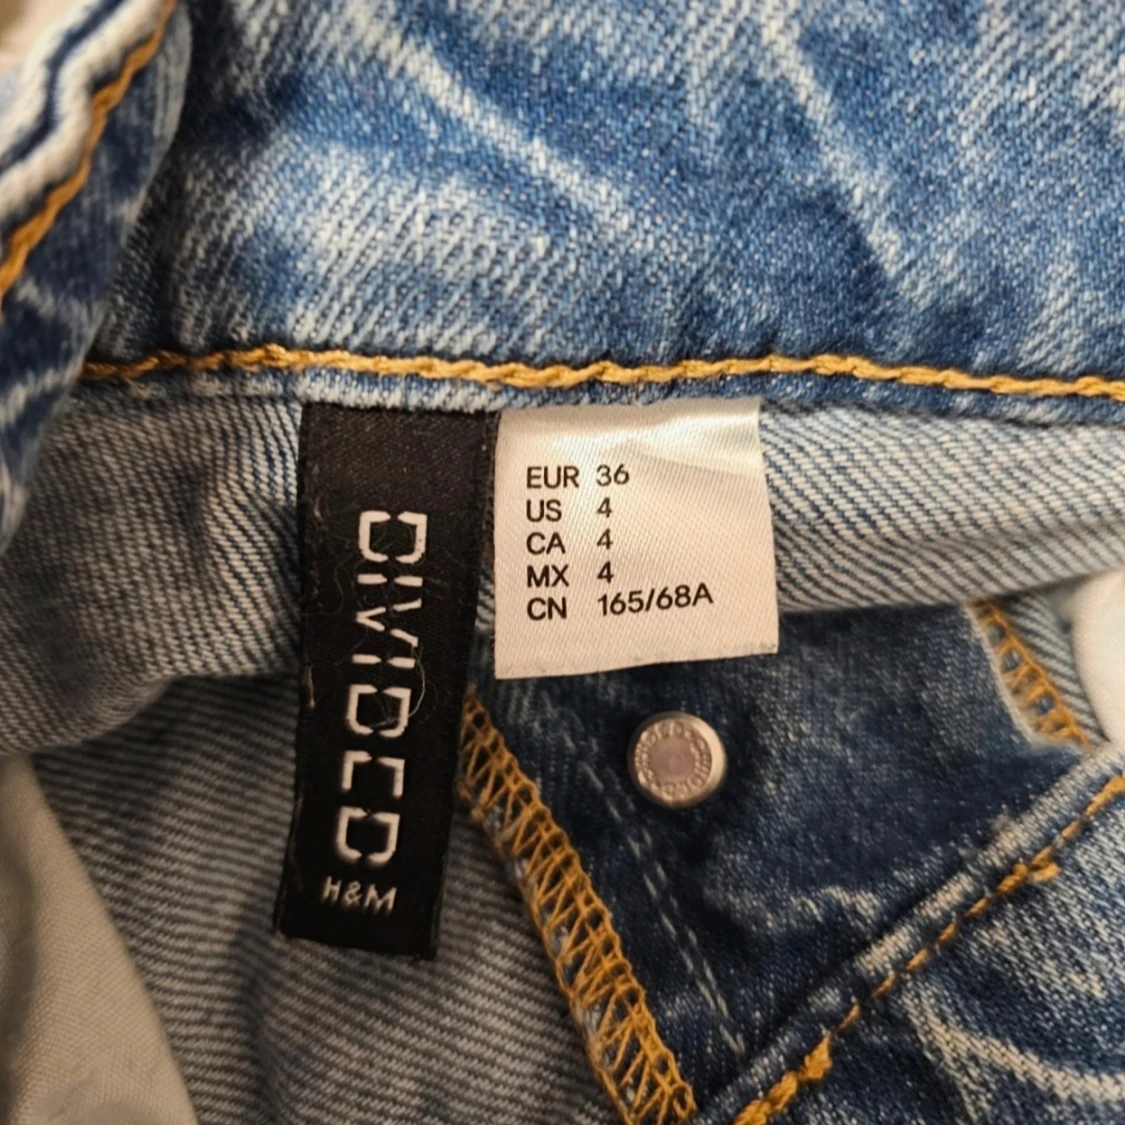 DIVIDED
H&M
EUR 36
US 4
CA 4
MX 4
CN 165/68A